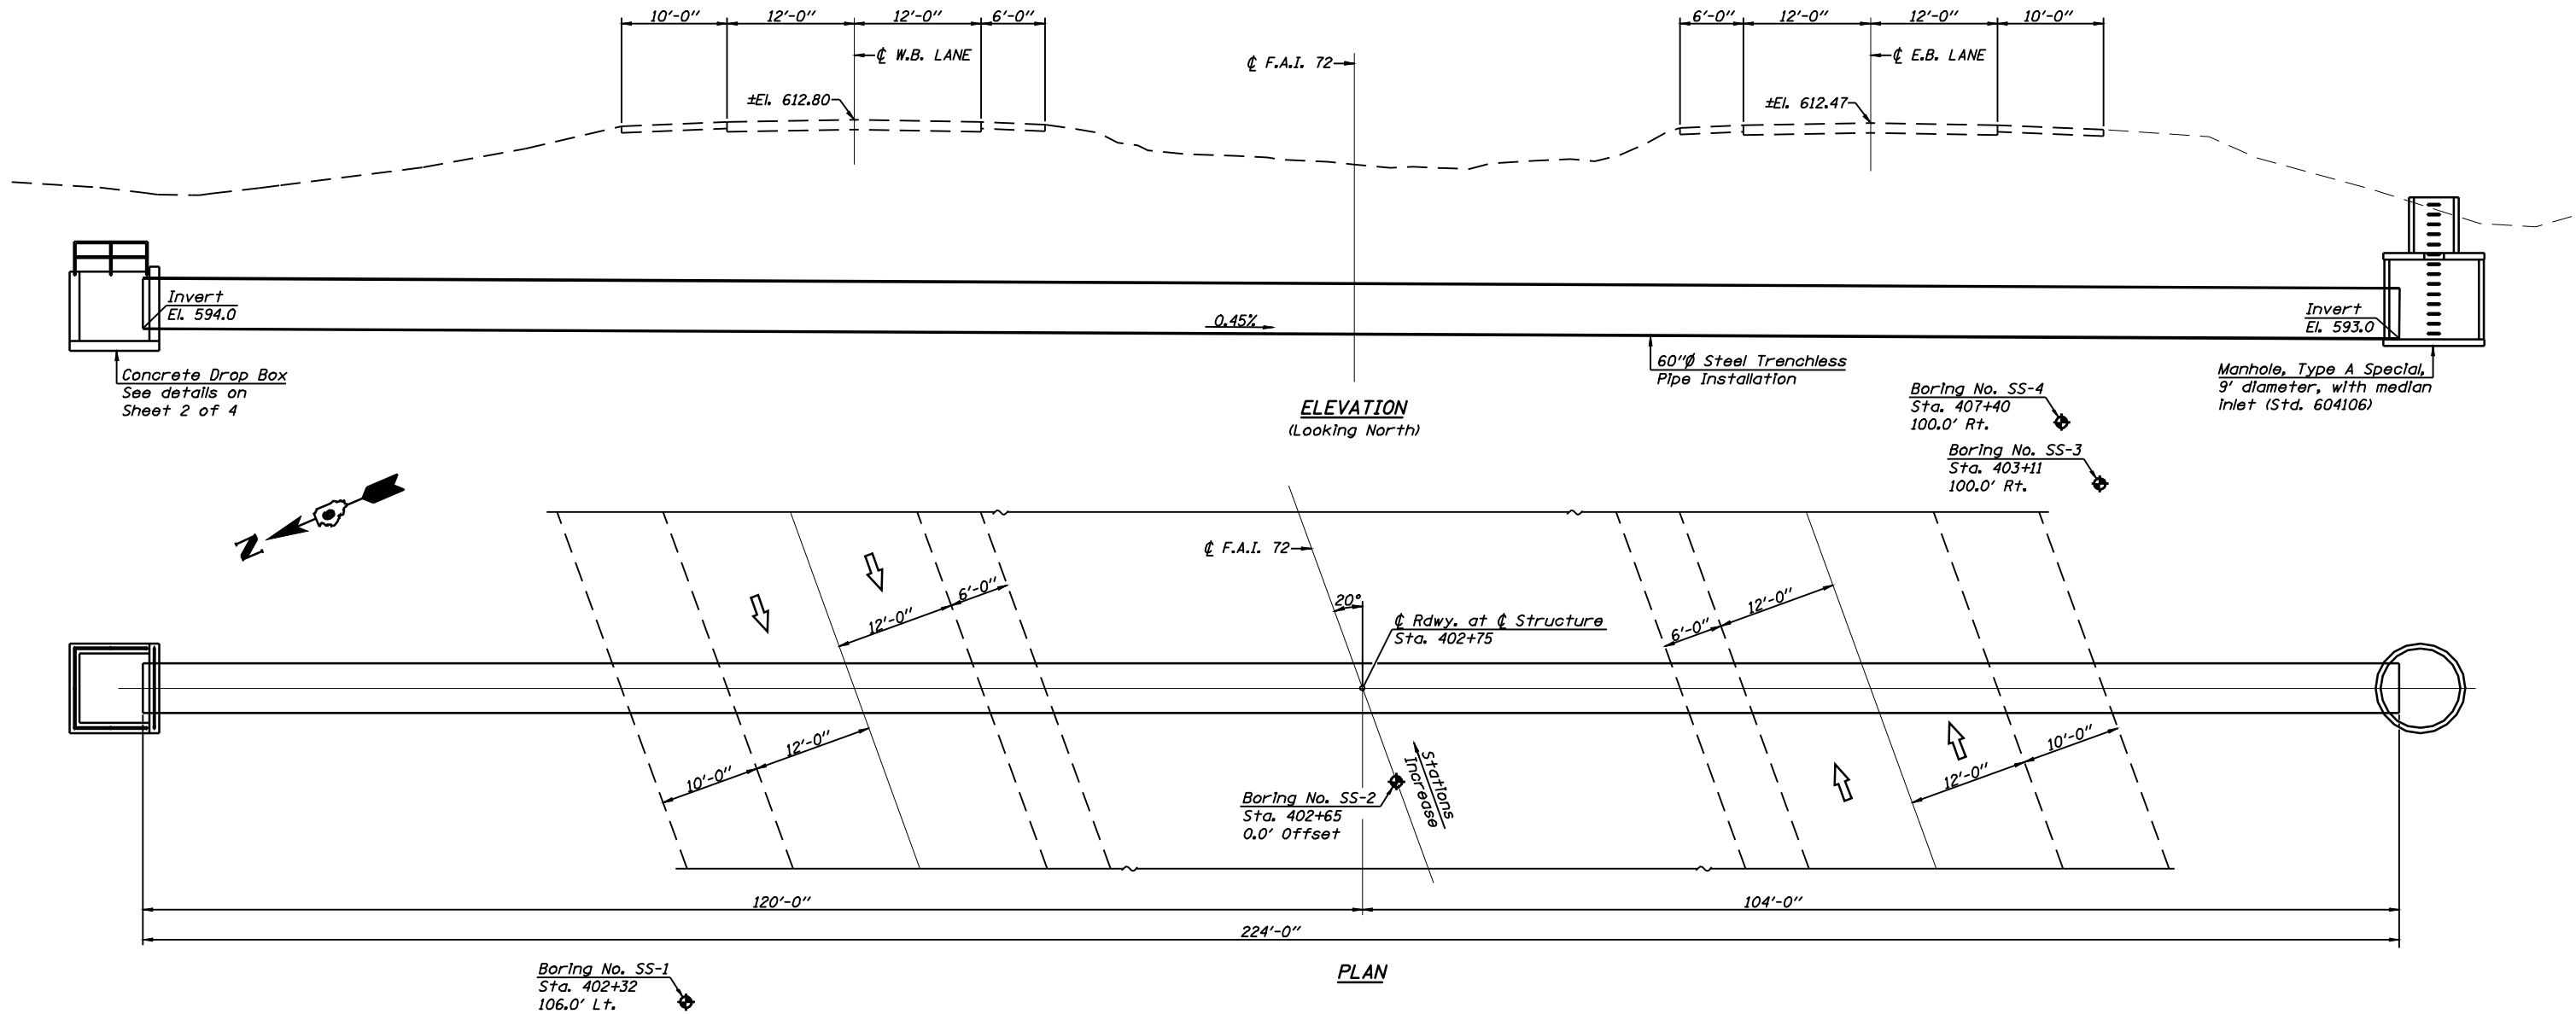 10'-0" 12'-0" 12'-0" 6'-0" 6'-0" 12'-0" 12'-0" 10'-0"
℄ W.B. LANE
℄ F.A.I. 72
℄ E.B. LANE
±El. 612.80
±El. 612.47
Invert
El. 594.0
0.45%
Invert
El. 593.0
Concrete Drop Box
See details on
Sheet 2 of 4
60"Ø Steel Trenchless
Pipe Installation
Manhole, Type A Special,
9' diameter, with median
inlet (Std. 604106)
ELEVATION
(Looking North)
Boring No. SS-4
Sta. 407+40
100.0' Rt.
Boring No. SS-3
Sta. 403+11
100.0' Rt.
N
℄ F.A.I. 72
20°
℄ Rdwy. at ℄ Structure
Sta. 402+75
12'-0" 6'-0"
6'-0" 12'-0"
10'-0" 12'-0"
12'-0" 10'-0"
Stations
Increase
Boring No. SS-2
Sta. 402+65
0.0' Offset
120'-0" 104'-0"
224'-0"
Boring No. SS-1
Sta. 402+32
106.0' Lt.
PLAN